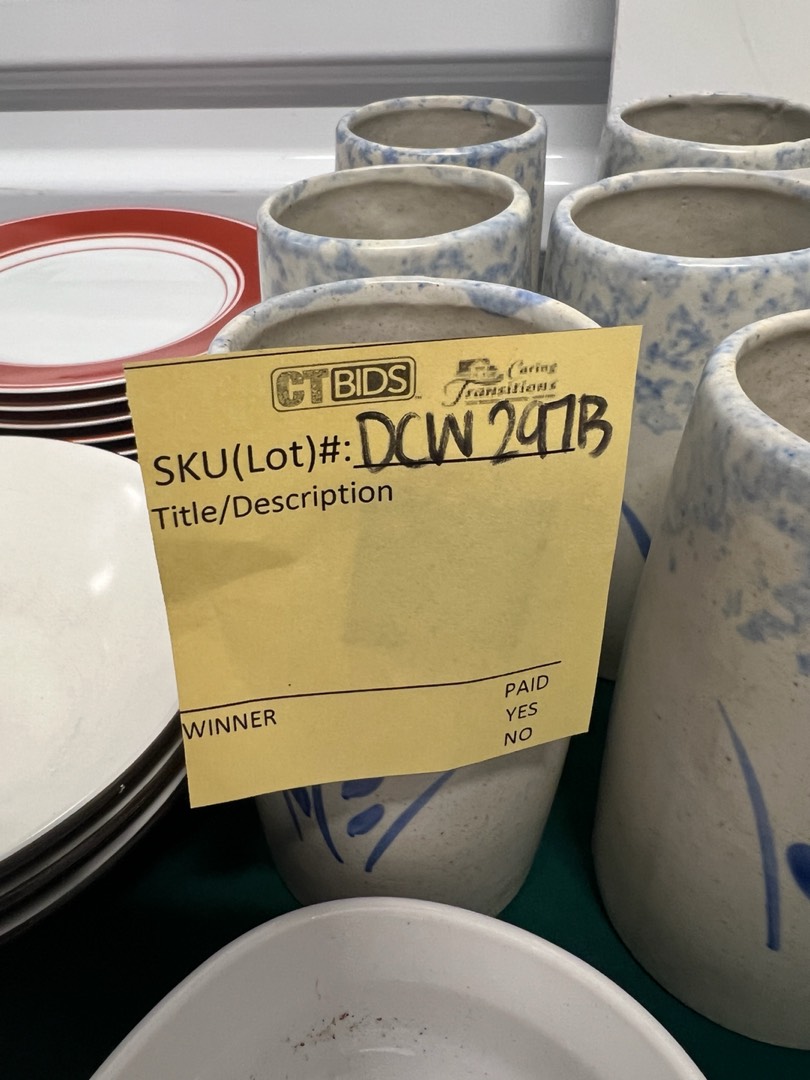 CTBIDS
Caring Transitions
SKU(Lot)#: DCW 297B
Title/Description
WINNER
PAID
YES
NO